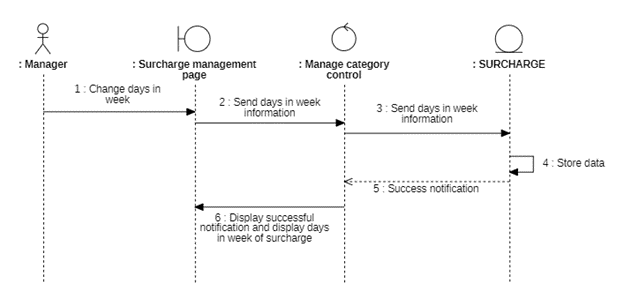 : Manager
: Surcharge management
page
: Manage category
control
: SURCHARGE
1 : Change days in
week
2 : Send days in week
information
3 : Send days in week
information
4 : Store data
5 : Success notification
6 : Display successful
notification and display days
in week of surcharge